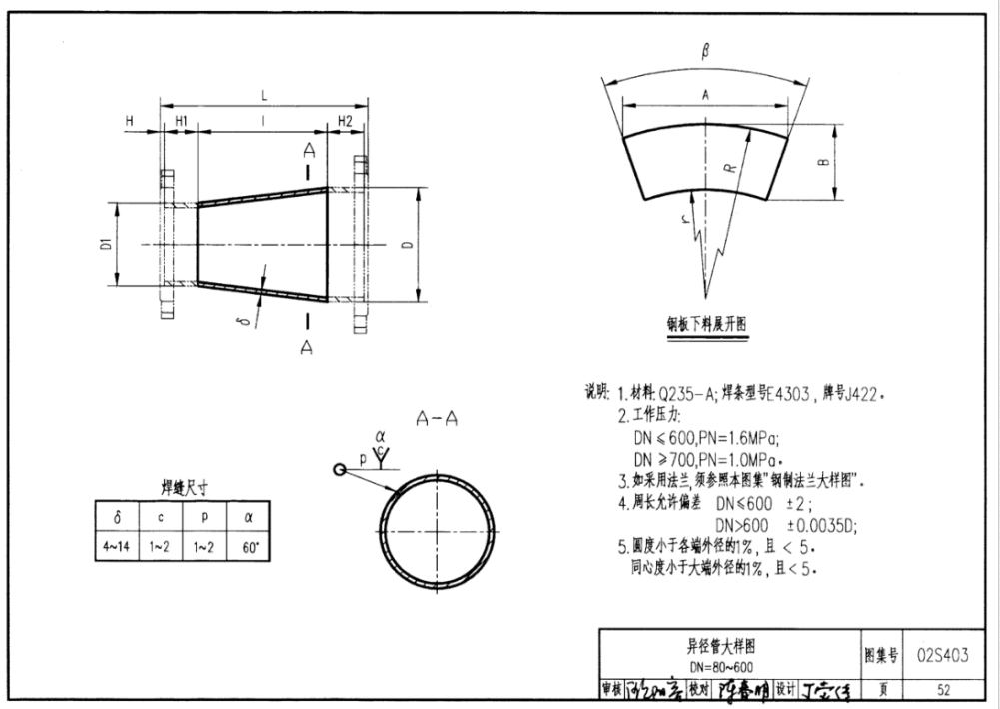 β
A
B
R
r
钢板下料展开图
L
H H1 l H2
A
D1
D
δ
A
A-A
α
c
p
焊缝尺寸
δ c p α
4~14 1~2 1~2 60°
说明: 1.材料:Q235-A;焊条型号E4303,牌号J422。
2.工作压力:
DN≤600,PN=1.6MPa;
DN≥700,PN=1.0MPa。
3.如采用法兰,须参照本图集"钢制法兰大样图"。
4.周长允许偏差 DN≤600 ±2;
DN>600 ±0.0035D;
5.圆度小于各端外径的1%,且<5。
同心度小于大端外径的1%,且<5。
异径管大样图
DN=80~600
图集号 02S403
审核 校对 陈春明 设计
页 52